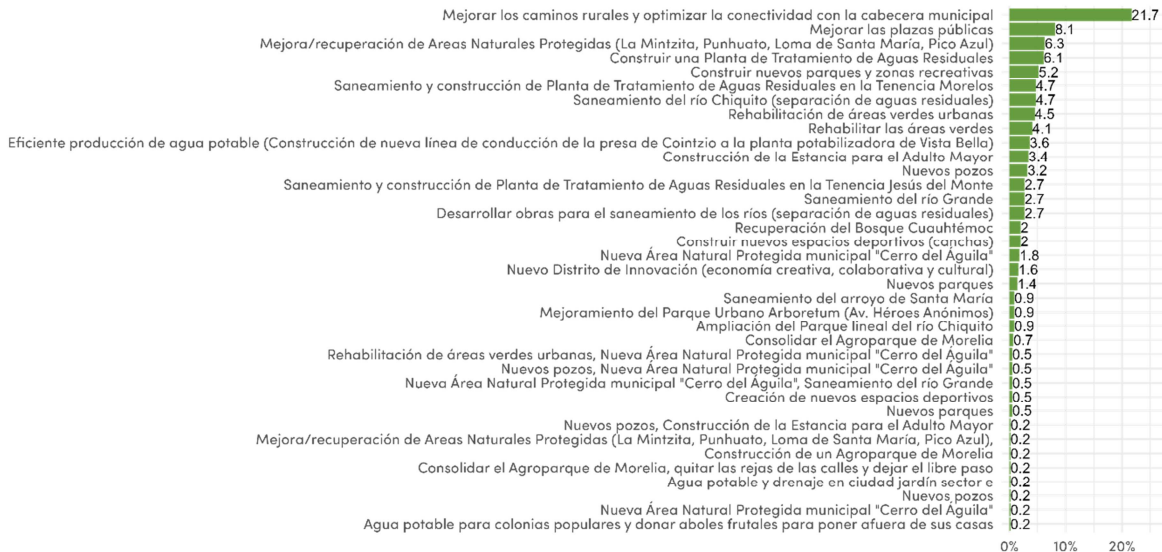 Mejorar los caminos rurales y optimizar la conectividad con la cabecera municipal 21.7
Mejorar las plazas públicas 8.1
Mejora/recuperación de Areas Naturales Protegidas (La Mintzita, Punhuato, Loma de Santa María, Pico Azul) 6.3
Construir una Planta de Tratamiento de Aguas Residuales 6.1
Construir nuevos parques y zonas recreativas 5.2
Saneamiento y construcción de Planta de Tratamiento de Aguas Residuales en la Tenencia Morelos 4.7
Saneamiento del río Chiquito (separación de aguas residuales) 4.7
Rehabilitación de áreas verdes urbanas 4.5
Rehabilitar las áreas verdes 4.1
Eficiente producción de agua potable (Construcción de nueva línea de conducción de la presa de Cointzio a la planta potabilizadora de Vista Bella) 3.6
Construcción de la Estancia para el Adulto Mayor 3.4
Nuevos pozos 3.2
Saneamiento y construcción de Planta de Tratamiento de Aguas Residuales en la Tenencia Jesús del Monte 2.7
Saneamiento del río Grande 2.7
Desarrollar obras para el saneamiento de los ríos (separación de aguas residuales) 2.7
Recuperación del Bosque Cuauhtémoc 2
Construir nuevos espacios deportivos (canchas) 2
Nueva Área Natural Protegida municipal "Cerro del Águila" 1.8
Nuevo Distrito de Innovación (economía creativa, colaborativa y cultural) 1.6
Nuevos parques 1.4
Saneamiento del arroyo de Santa María 0.9
Mejoramiento del Parque Urbano Arboretum (Av. Héroes Anónimos) 0.9
Ampliación del Parque lineal del río Chiquito 0.9
Consolidar el Agroparque de Morelia 0.7
Rehabilitación de áreas verdes urbanas, Nueva Área Natural Protegida municipal "Cerro del Águila" 0.5
Nuevos pozos, Nueva Área Natural Protegida municipal "Cerro del Águila" 0.5
Nueva Área Natural Protegida municipal "Cerro del Águila", Saneamiento del río Grande 0.5
Creación de nuevos espacios deportivos 0.5
Nuevos parques 0.5
Nuevos pozos, Construcción de la Estancia para el Adulto Mayor 0.2
Mejora/recuperación de Areas Naturales Protegidas (La Mintzita, Punhuato, Loma de Santa María, Pico Azul), 0.2
Construcción de un Agroparque de Morelia 0.2
Consolidar el Agroparque de Morelia, quitar las rejas de las calles y dejar el libre paso 0.2
Agua potable y drenaje en ciudad jardín sector e 0.2
Nuevos pozos 0.2
Nueva Área Natural Protegida municipal "Cerro del Águila" 0.2
Agua potable para colonias populares y donar aboles frutales para poner afuera de sus casas 0.2
0% 10% 20%